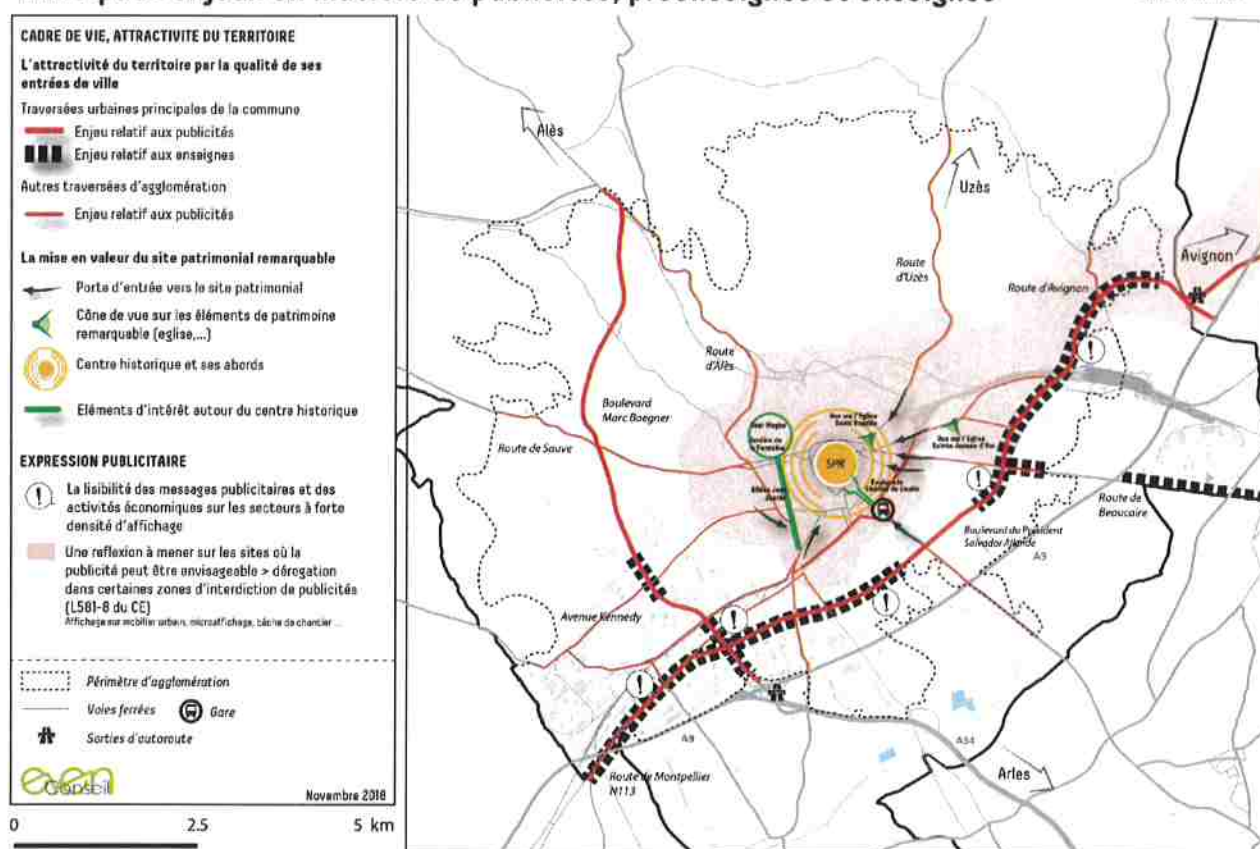 CADRE DE VIE, ATTRACTIVITE DU TERRITOIRE
L'attractivité du territoire par la qualité de ses
entrées de ville
Traversées urbaines principales de la commune
Enjeu relatif aux publicités
Enjeu relatif aux enseignes
Autres traversées d'agglomération
Enjeu relatif aux publicités
La mise en valeur du site patrimonial remarquable
Porte d'entrée vers le site patrimonial
Cône de vue sur les éléments de patrimoine
remarquable (eglise,...)
Centre historique et ses abords
Eléments d'intérêt autour du centre historique
EXPRESSION PUBLICITAIRE
La lisibilité des messages publicitaires et des
activités économiques sur les secteurs à forte
densité d'affichage
Une reflexion à mener sur les sites où la
publicité peut être envisageable > dérogation
dans certaines zones d'interdiction de publicités
(L581-8 du CE)
Affichage sur mobilier urbain, microaffichage, bâche de chantier ...
Périmètre d'agglomération
Voies ferrées
Gare
Sorties d'autoroute
even
Conseil
Novembre 2018
0 2.5 5 km
Alès
Uzès
Avignon
Route
d'Uzès
Route d'Avignon
Route
d'Alès
Boulevard
Marc Boegner
Route de Sauve
SPR
Route de
Beaucaire
Boulevard du Président
Salvador Allende
A9
Avenue Kennedy
A9
A54
Arles
Route de Montpellier
N113